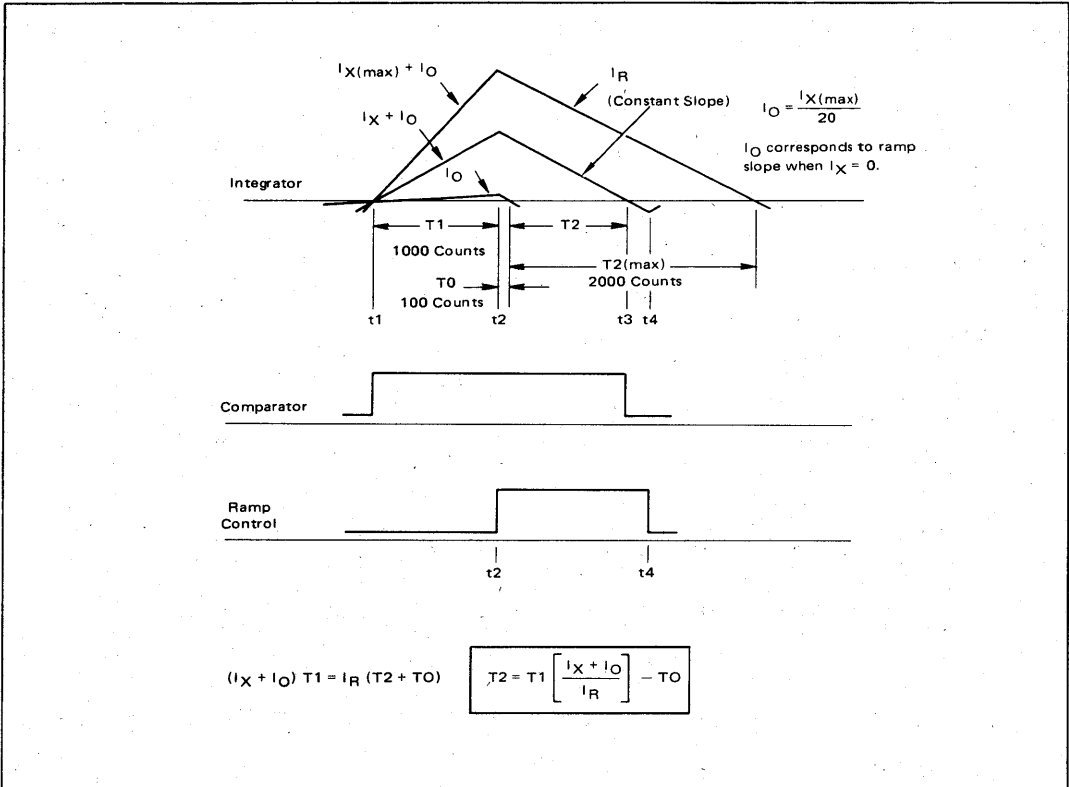 IX(max) + IO
IR
(Constant Slope)
IO = IX(max) / 20
IX + IO
IO corresponds to ramp
slope when IX = 0.
IO
Integrator
T1
T2
1000 Counts
T2(max)
2000 Counts
T0
100 Counts
t1
t2
t3
t4
Comparator
Ramp
Control
t2
t4
(IX + IO) T1 = IR (T2 + TO)
T2 = T1 [ IX + IO / IR ] − TO